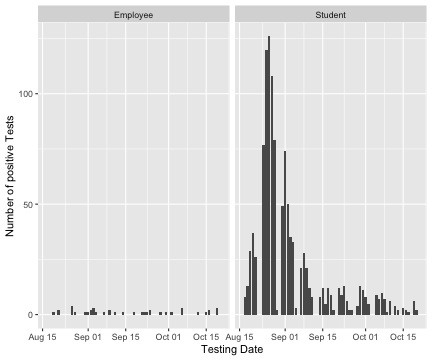 Employee
Student
Number of positive Tests
100
50
0
Aug 15
Sep 01
Sep 15
Oct 01
Oct 15
Aug 15
Sep 01
Sep 15
Oct 01
Oct 15
Testing Date